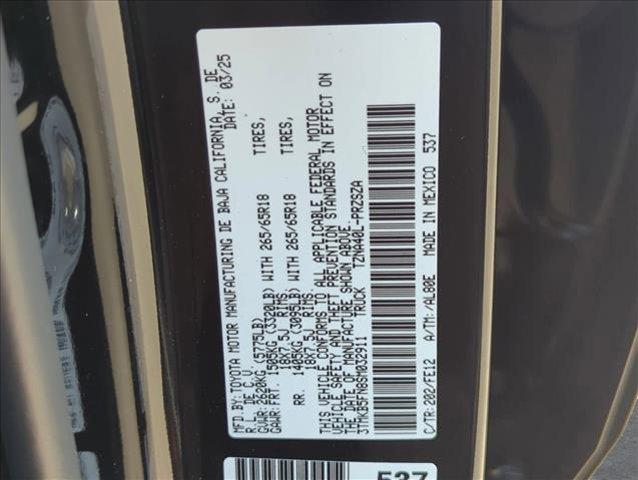 MFD.BY: TOYOTA MOTOR MANUFACTURING DE BAJA CALIFORNIA, S. DE
R.L. DE C.V. DATE: 03/25
GVWR: 2620KG (5775LB)
GAWR: FRT. 1505KG (3320LB) WITH 265/65R18 TIRES,
18X7.5J RIMS;
RR. 1405KG (3095LB) WITH 265/65R18 TIRES,
18X7.5J RIMS
THIS VEHICLE CONFORMS TO ALL APPLICABLE FEDERAL MOTOR
VEHICLE SAFETY AND THEFT PREVENTION STANDARDS IN EFFECT ON
THE DATE OF MANUFACTURE SHOWN ABOVE.
3TMKB5FN8SM032911 TRUCK TZNA40L-PRZSZA
C/TR: 202/FE12 A/TM: /AL80E MADE IN MEXICO 537
537